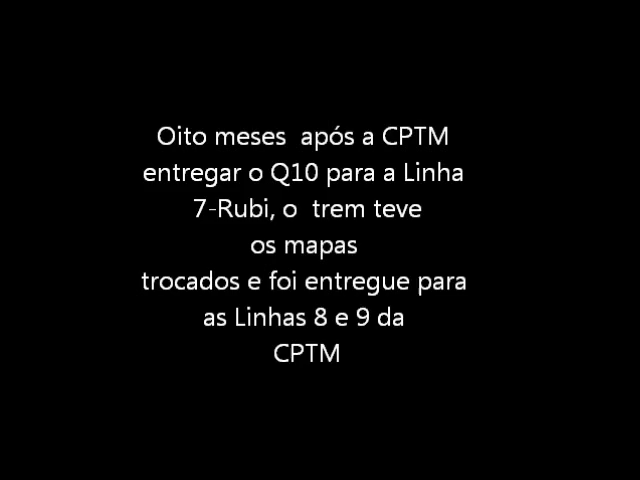 Oito meses  após a CPTM
entregar o Q10 para a Linha
7-Rubi, o  trem teve
os mapas
trocados e foi entregue para
as Linhas 8 e 9 da
CPTM